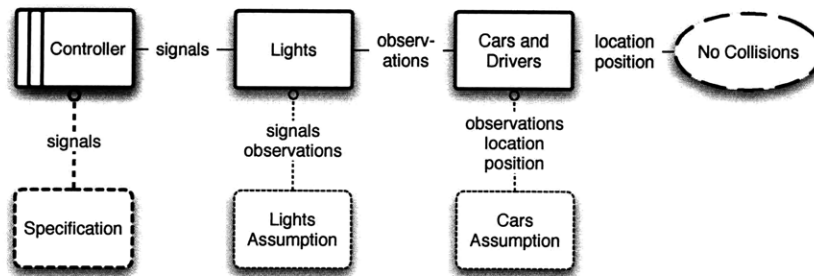 Controller
signals
Lights
observ-
ations
Cars and
Drivers
location
position
No Collisions
signals
signals
observations
observations
location
position
Specification
Lights
Assumption
Cars
Assumption